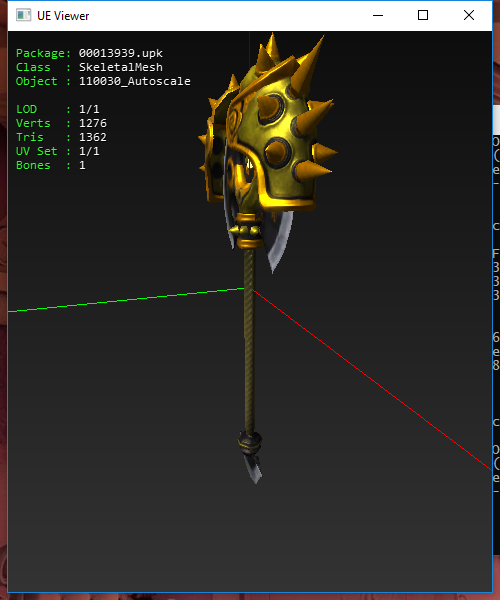 UE Viewer
Package: 00013939.upk
Class  : SkeletalMesh
Object : 110030_Autoscale
LOD    : 1/1
Verts  : 1276
Tris   : 1362
UV Set : 1/1
Bones  : 1